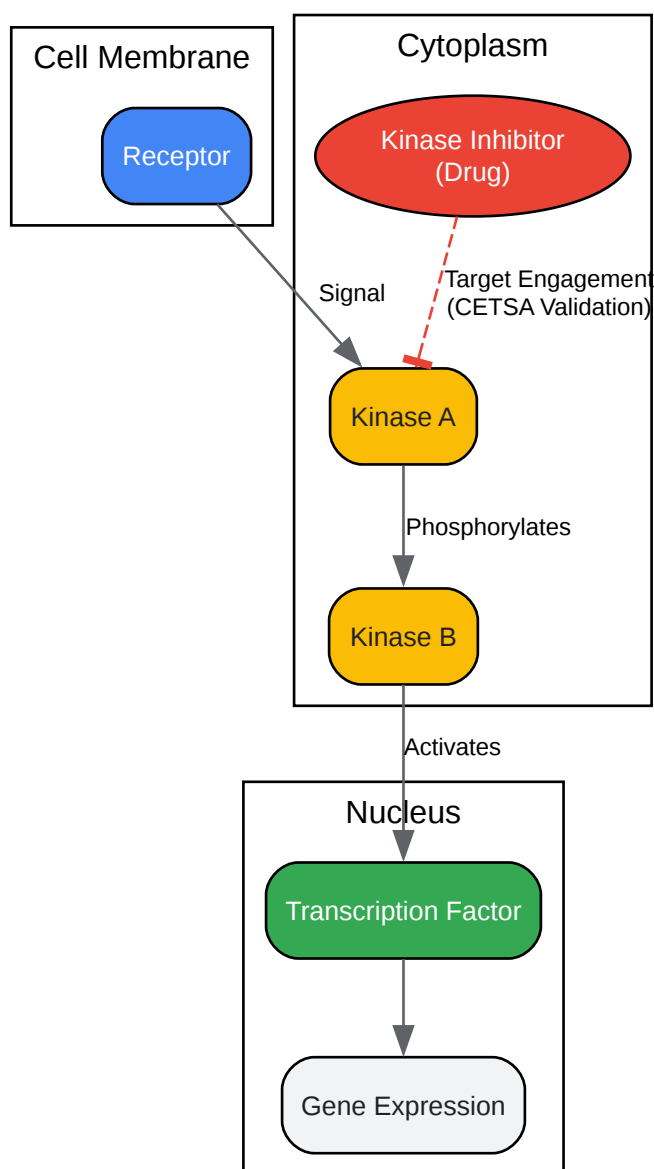 Cell Membrane
Receptor
Cytoplasm
Kinase Inhibitor
(Drug)
Signal
Target Engagement
(CETSA Validation)
Kinase A
Phosphorylates
Kinase B
Activates
Nucleus
Transcription Factor
Gene Expression